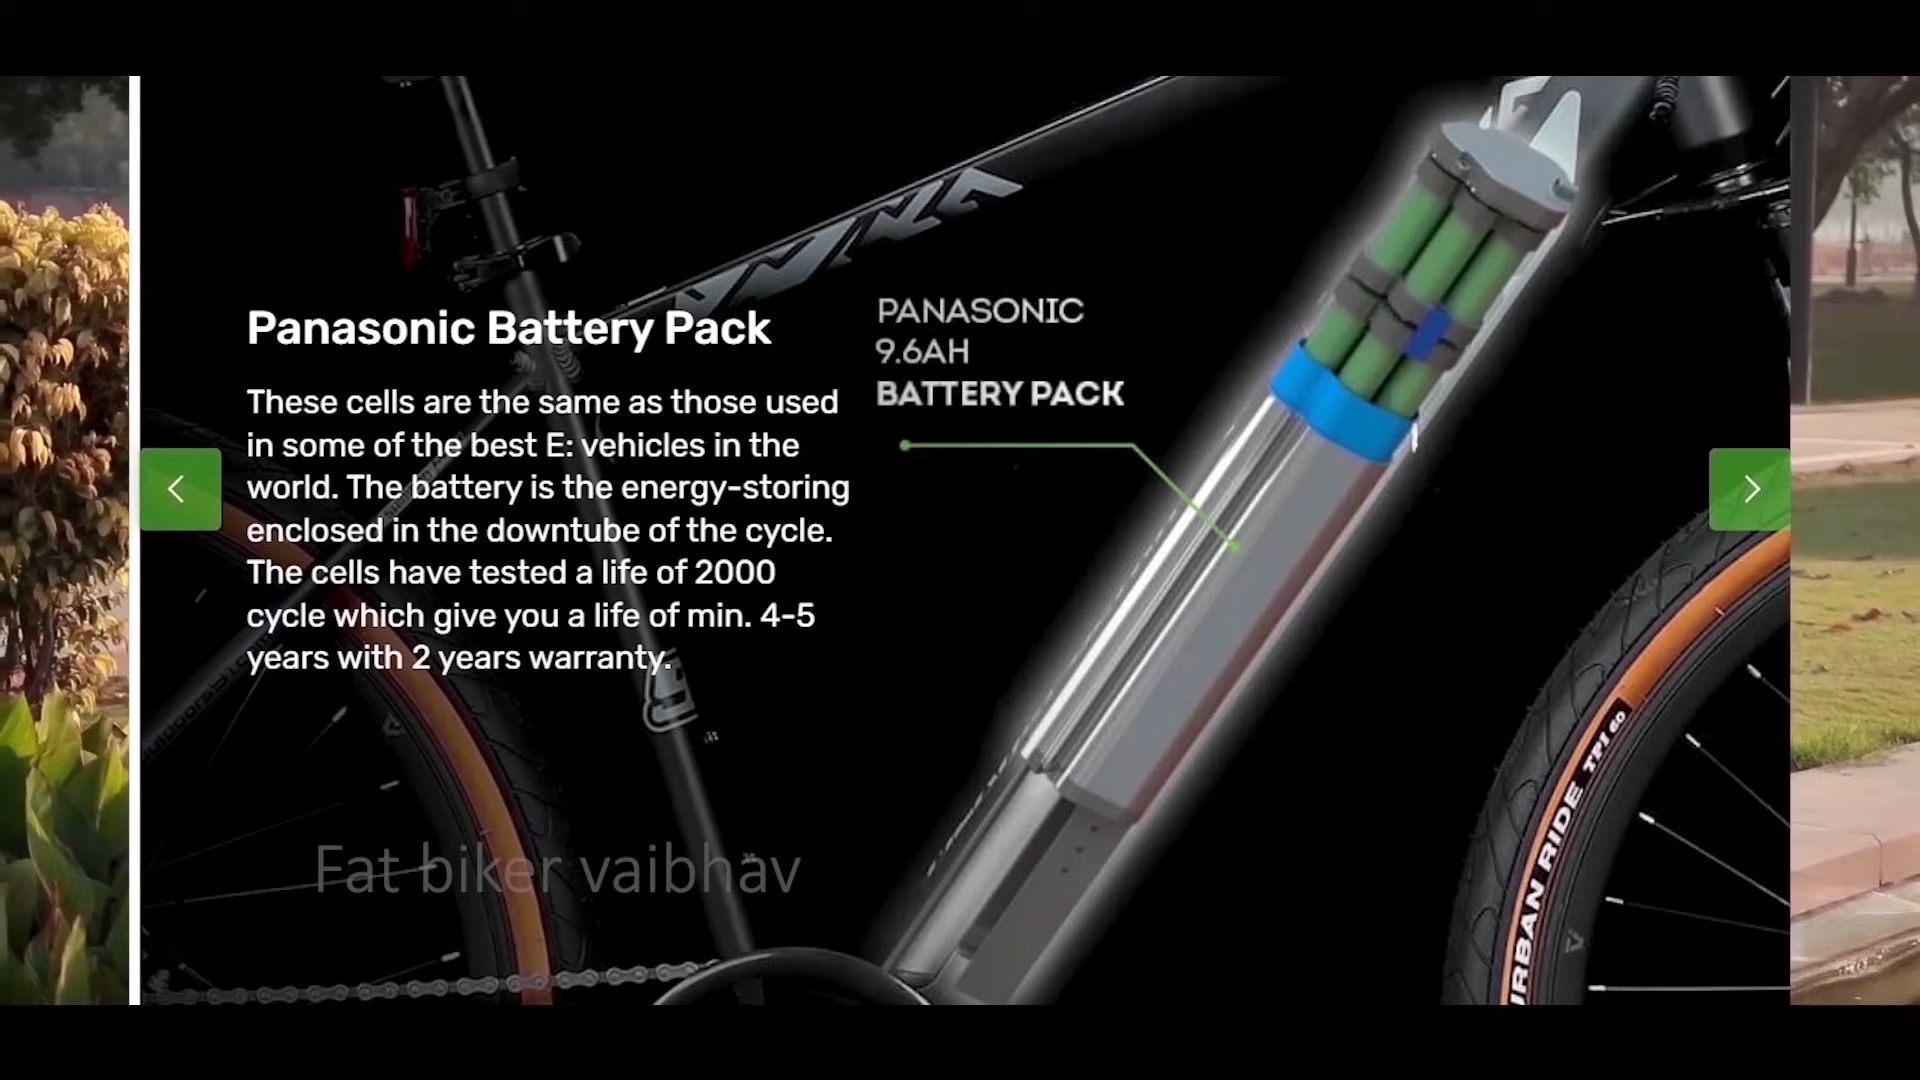 Panasonic Battery Pack
These cells are the same as those used
in some of the best E: vehicles in the
world. The battery is the energy-storing
enclosed in the downtube of the cycle.
The cells have tested a life of 2000
cycle which give you a life of min. 4-5
years with 2 years warranty.
PANASONIC
9.6AH
BATTERY PACK
Fat biker vaibhav
URBAN RIDE TPI 60